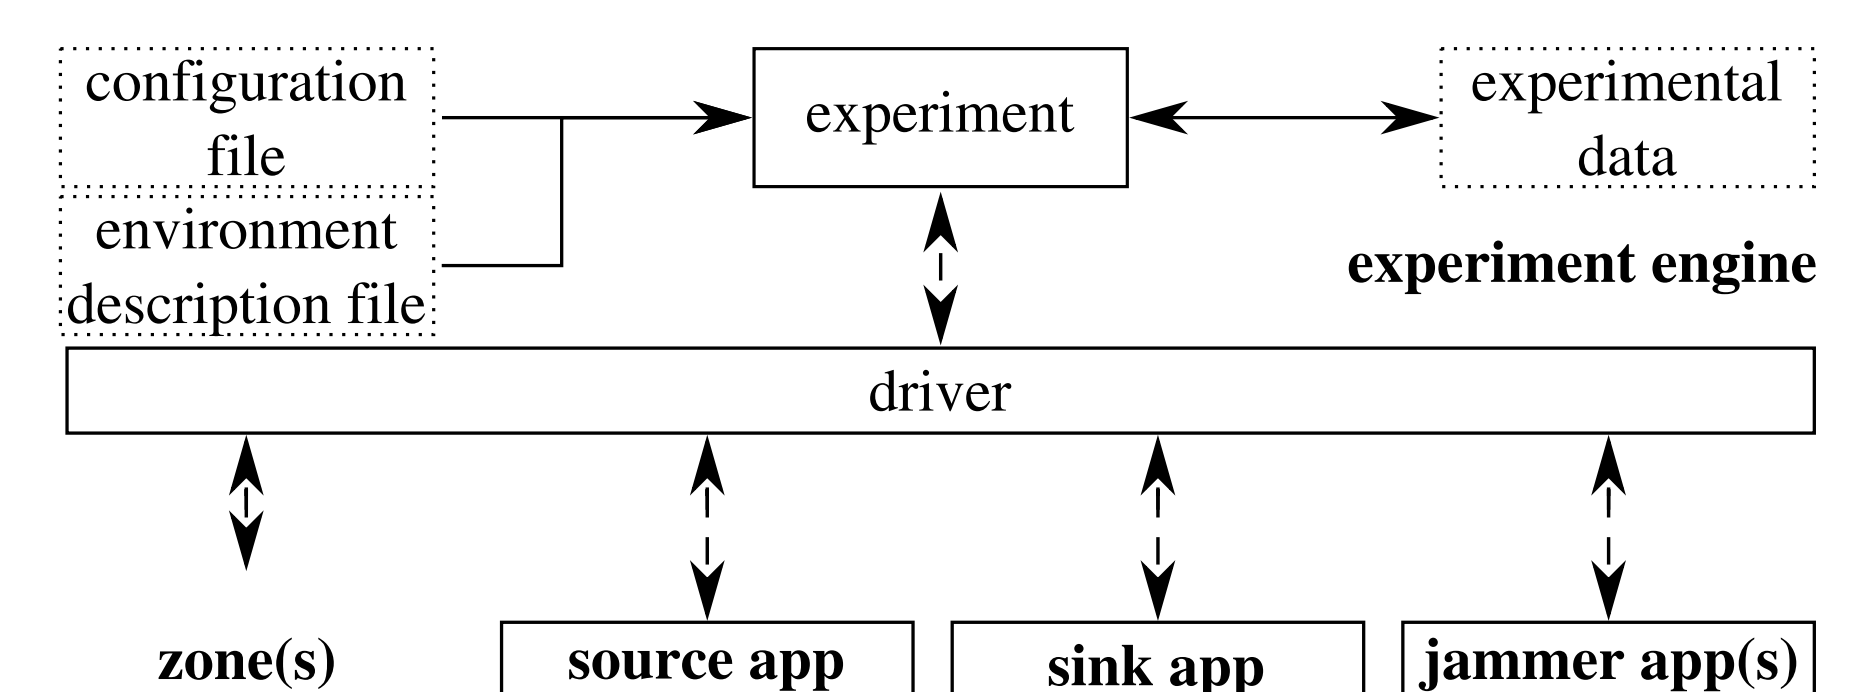 configuration
file
experiment
experimental
data
environment
description file
experiment engine
driver
zone(s)
source app
sink app
jammer app(s)